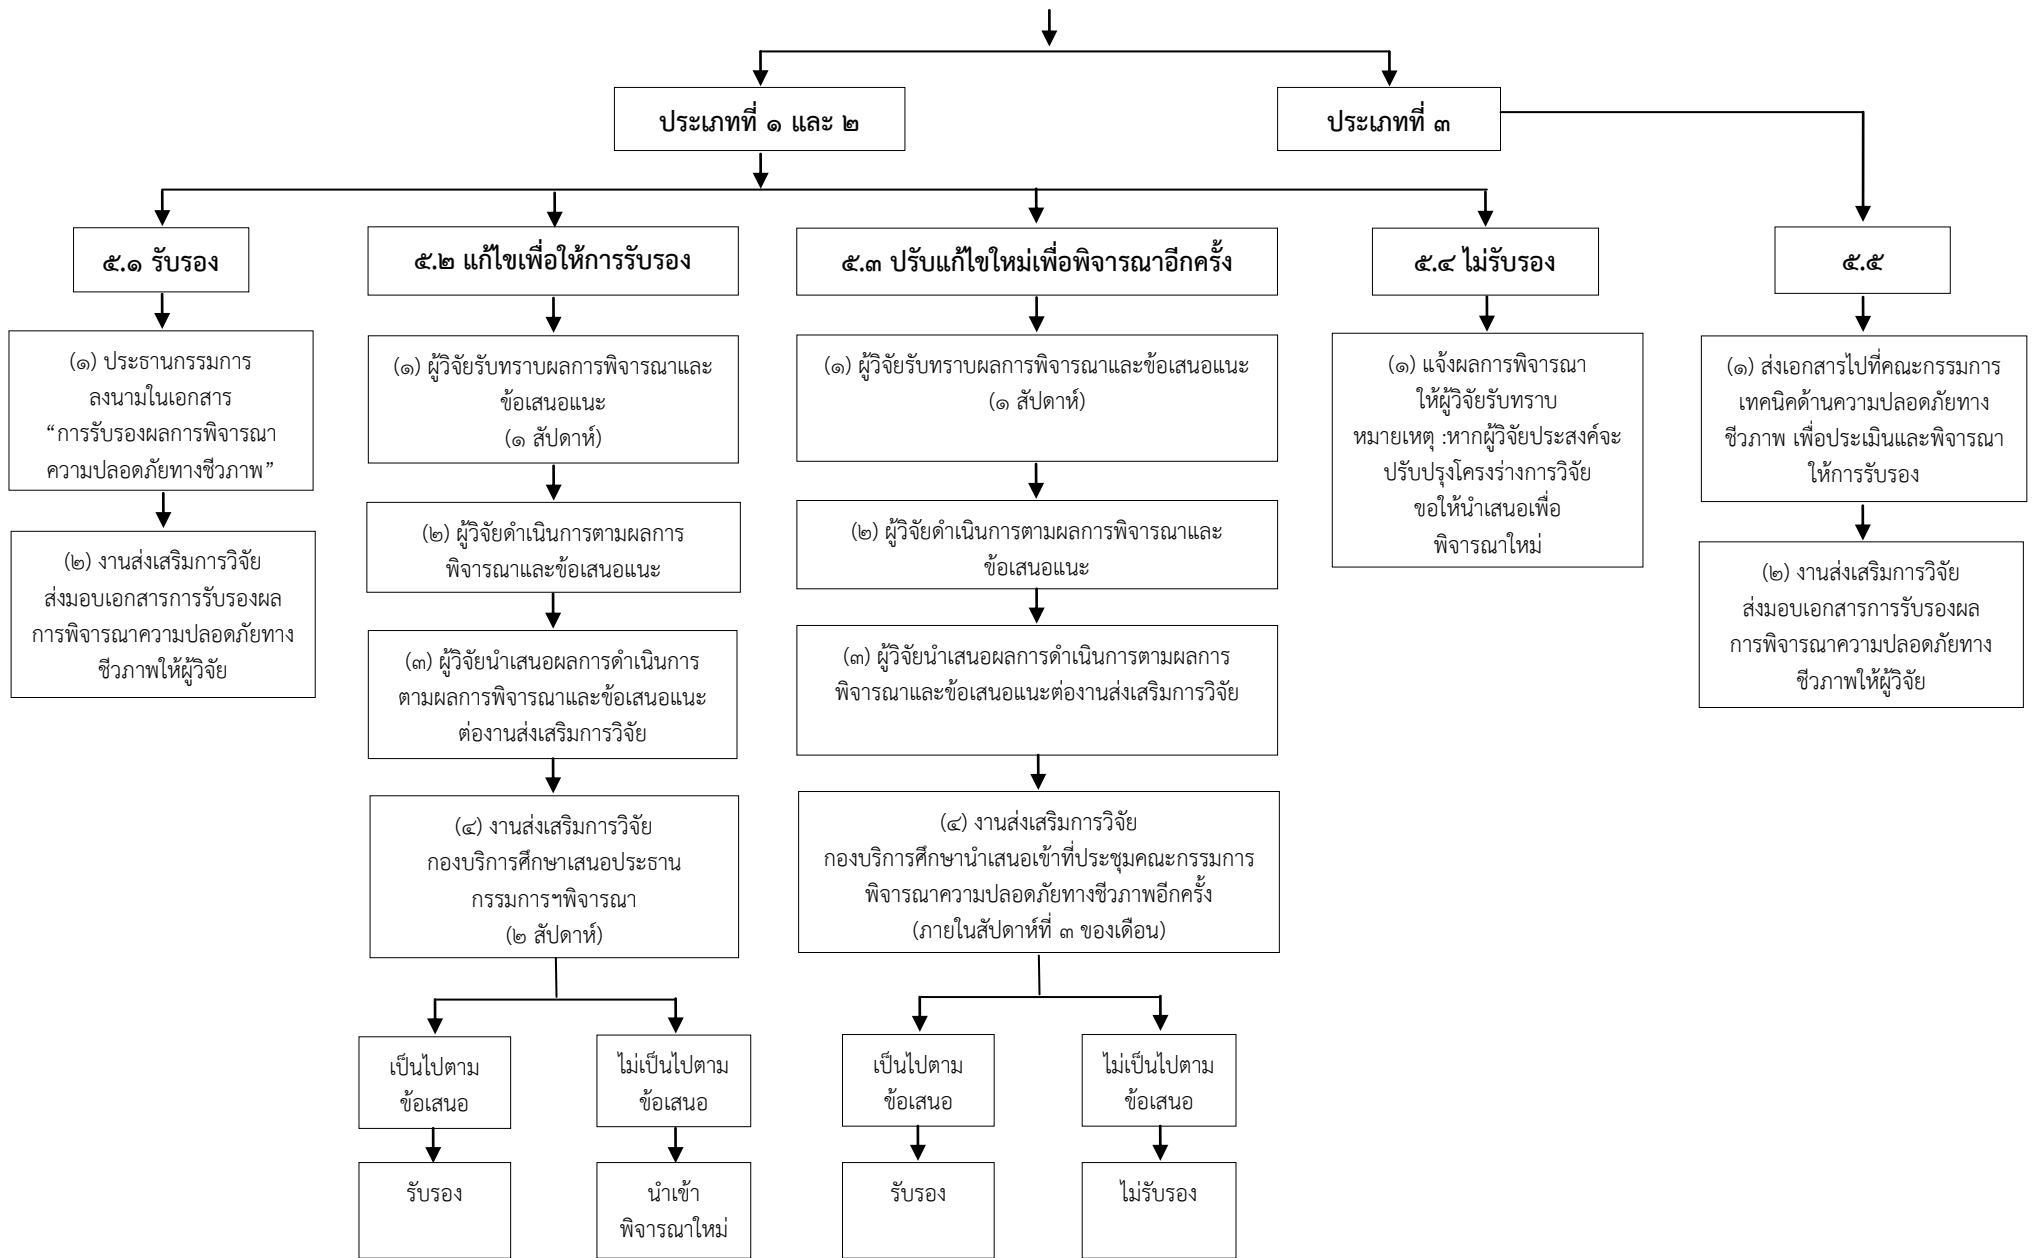 ประเภทที่ ๑ และ ๒
ประเภทที่ ๓
๕.๑ รับรอง
(๑) ประธานกรรมการ
ลงนามในเอกสาร
“การรับรองผลการพิจารณา
ความปลอดภัยทางชีวภาพ”
(๒) งานส่งเสริมการวิจัย
ส่งมอบเอกสารการรับรองผล
การพิจารณาความปลอดภัยทาง
ชีวภาพให้ผู้วิจัย
๕.๒ แก้ไขเพื่อให้การรับรอง
(๑) ผู้วิจัยรับทราบผลการพิจารณาและ
ข้อเสนอแนะ
(๑ สัปดาห์)
(๒) ผู้วิจัยดำเนินการตามผลการ
พิจารณาและข้อเสนอแนะ
(๓) ผู้วิจัยนำเสนอผลการดำเนินการ
ตามผลการพิจารณาและข้อเสนอแนะ
ต่องานส่งเสริมการวิจัย
(๔) งานส่งเสริมการวิจัย
กองบริการศึกษาเสนอประธาน
กรรมการฯพิจารณา
(๒ สัปดาห์)
เป็นไปตาม
ข้อเสนอ
รับรอง
ไม่เป็นไปตาม
ข้อเสนอ
นำเข้า
พิจารณาใหม่
๕.๓ ปรับแก้ไขใหม่เพื่อพิจารณาอีกครั้ง
(๑) ผู้วิจัยรับทราบผลการพิจารณาและข้อเสนอแนะ
(๑ สัปดาห์)
(๒) ผู้วิจัยดำเนินการตามผลการพิจารณาและ
ข้อเสนอแนะ
(๓) ผู้วิจัยนำเสนอผลการดำเนินการตามผลการ
พิจารณาและข้อเสนอแนะต่องานส่งเสริมการวิจัย
(๔) งานส่งเสริมการวิจัย
กองบริการศึกษานำเสนอเข้าที่ประชุมคณะกรรมการ
พิจารณาความปลอดภัยทางชีวภาพอีกครั้ง
(ภายในสัปดาห์ที่ ๓ ของเดือน)
เป็นไปตาม
ข้อเสนอ
รับรอง
ไม่เป็นไปตาม
ข้อเสนอ
ไม่รับรอง
๕.๔ ไม่รับรอง
(๑) แจ้งผลการพิจารณา
ให้ผู้วิจัยรับทราบ
หมายเหตุ :หากผู้วิจัยประสงค์จะ
ปรับปรุงโครงร่างการวิจัย
ขอให้นำเสนอเพื่อ
พิจารณาใหม่
๕.๕
(๑) ส่งเอกสารไปที่คณะกรรมการ
เทคนิคด้านความปลอดภัยทาง
ชีวภาพ เพื่อประเมินและพิจารณา
ให้การรับรอง
(๒) งานส่งเสริมการวิจัย
ส่งมอบเอกสารการรับรองผล
การพิจารณาความปลอดภัยทาง
ชีวภาพให้ผู้วิจัย